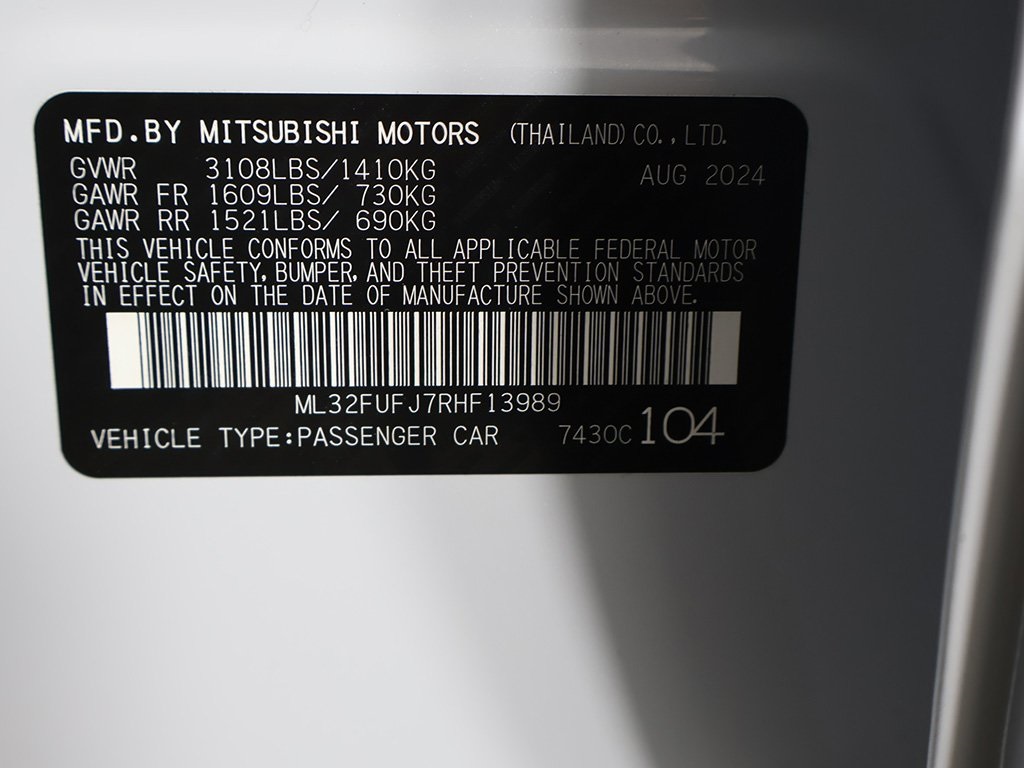 MFD.BY MITSUBISHI MOTORS (THAILAND)CO.,LTD.
GVWR 3108LBS/1410KG AUG 2024
GAWR FR 1609LBS/ 730KG
GAWR RR 1521LBS/ 690KG
THIS VEHICLE CONFORMS TO ALL APPLICABLE FEDERAL MOTOR
VEHICLE SAFETY,BUMPER,AND THEFT PREVENTION STANDARDS
IN EFFECT ON THE DATE OF MANUFACTURE SHOWN ABOVE.
ML32FUFJ7RHF13989
VEHICLE TYPE:PASSENGER CAR 7430C 104